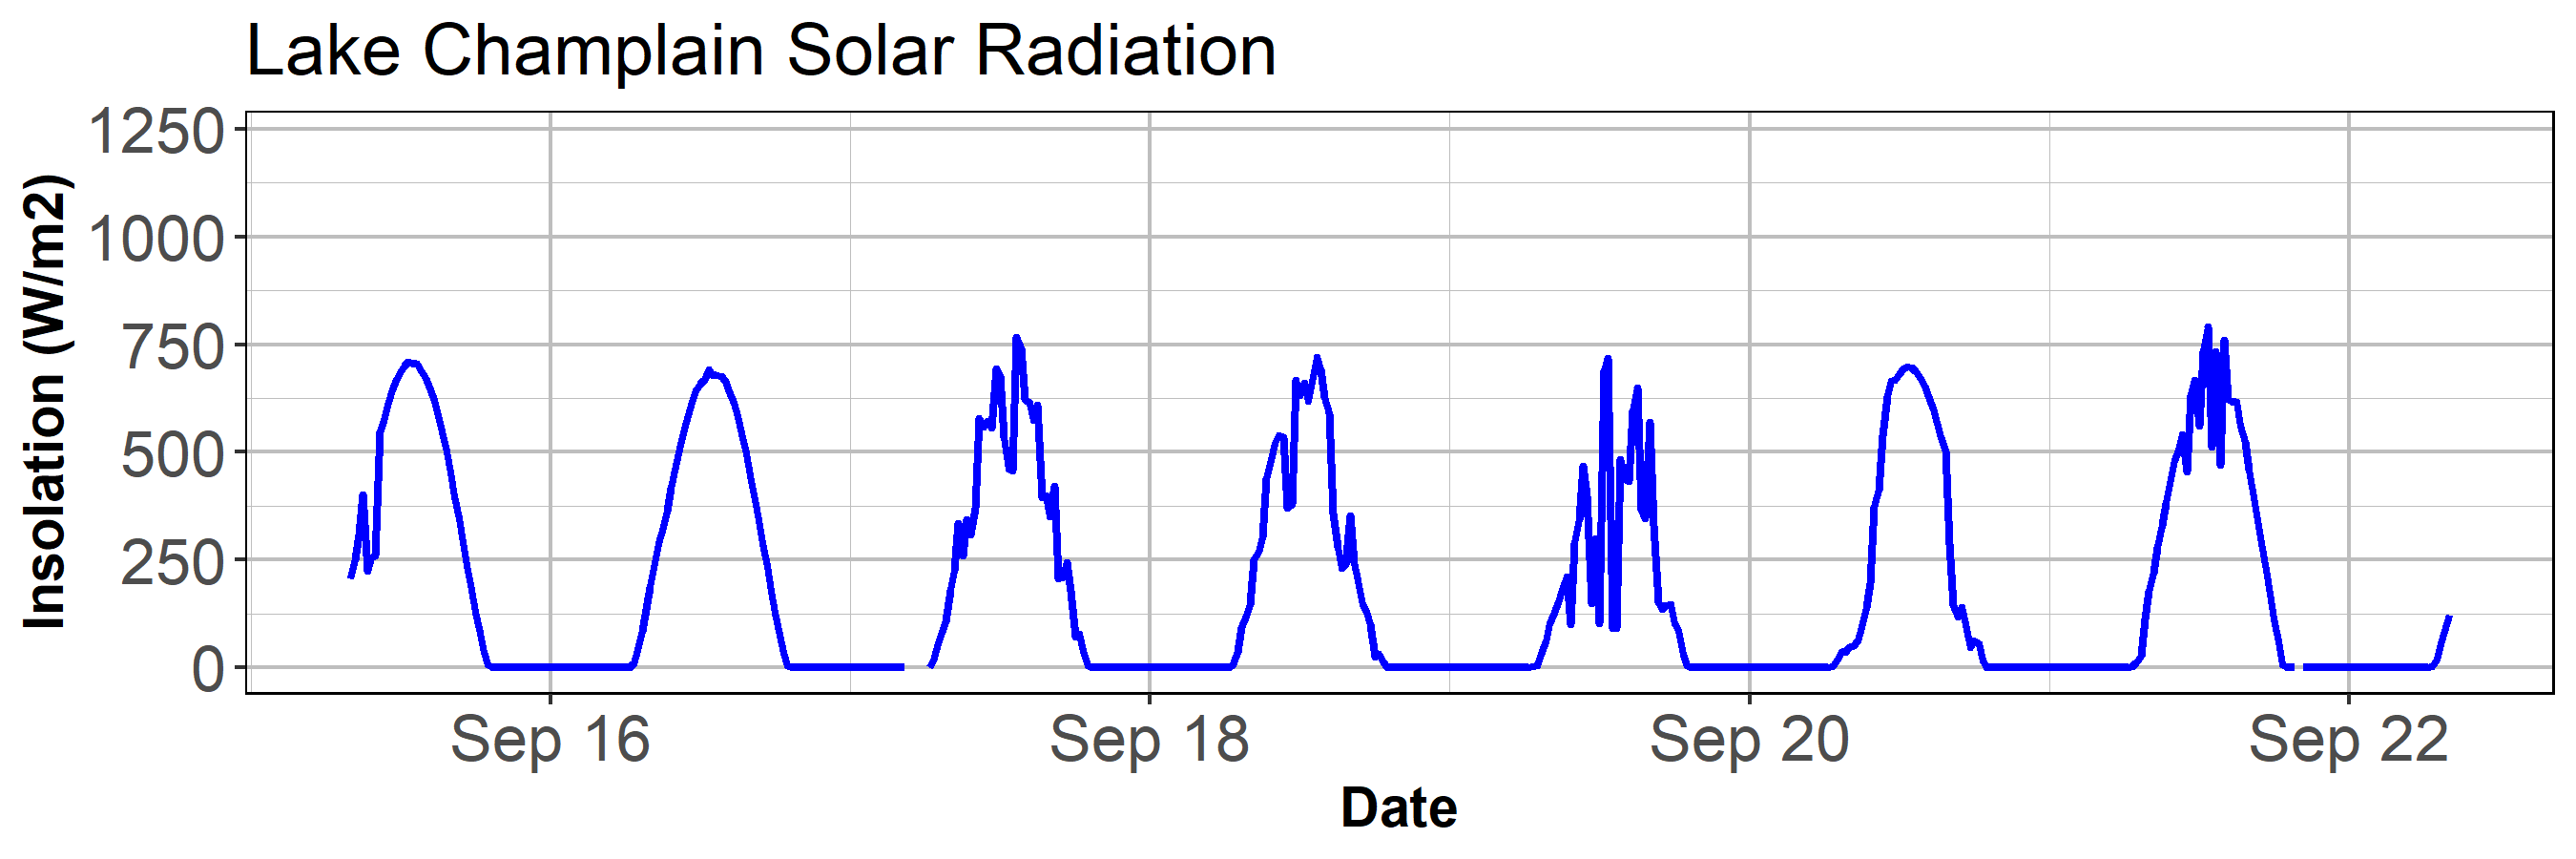 Lake Champlain Solar Radiation
1250
1000
750
500
250
0
Insolation (W/m2)
Sep 16
Sep 18
Sep 20
Sep 22
Date